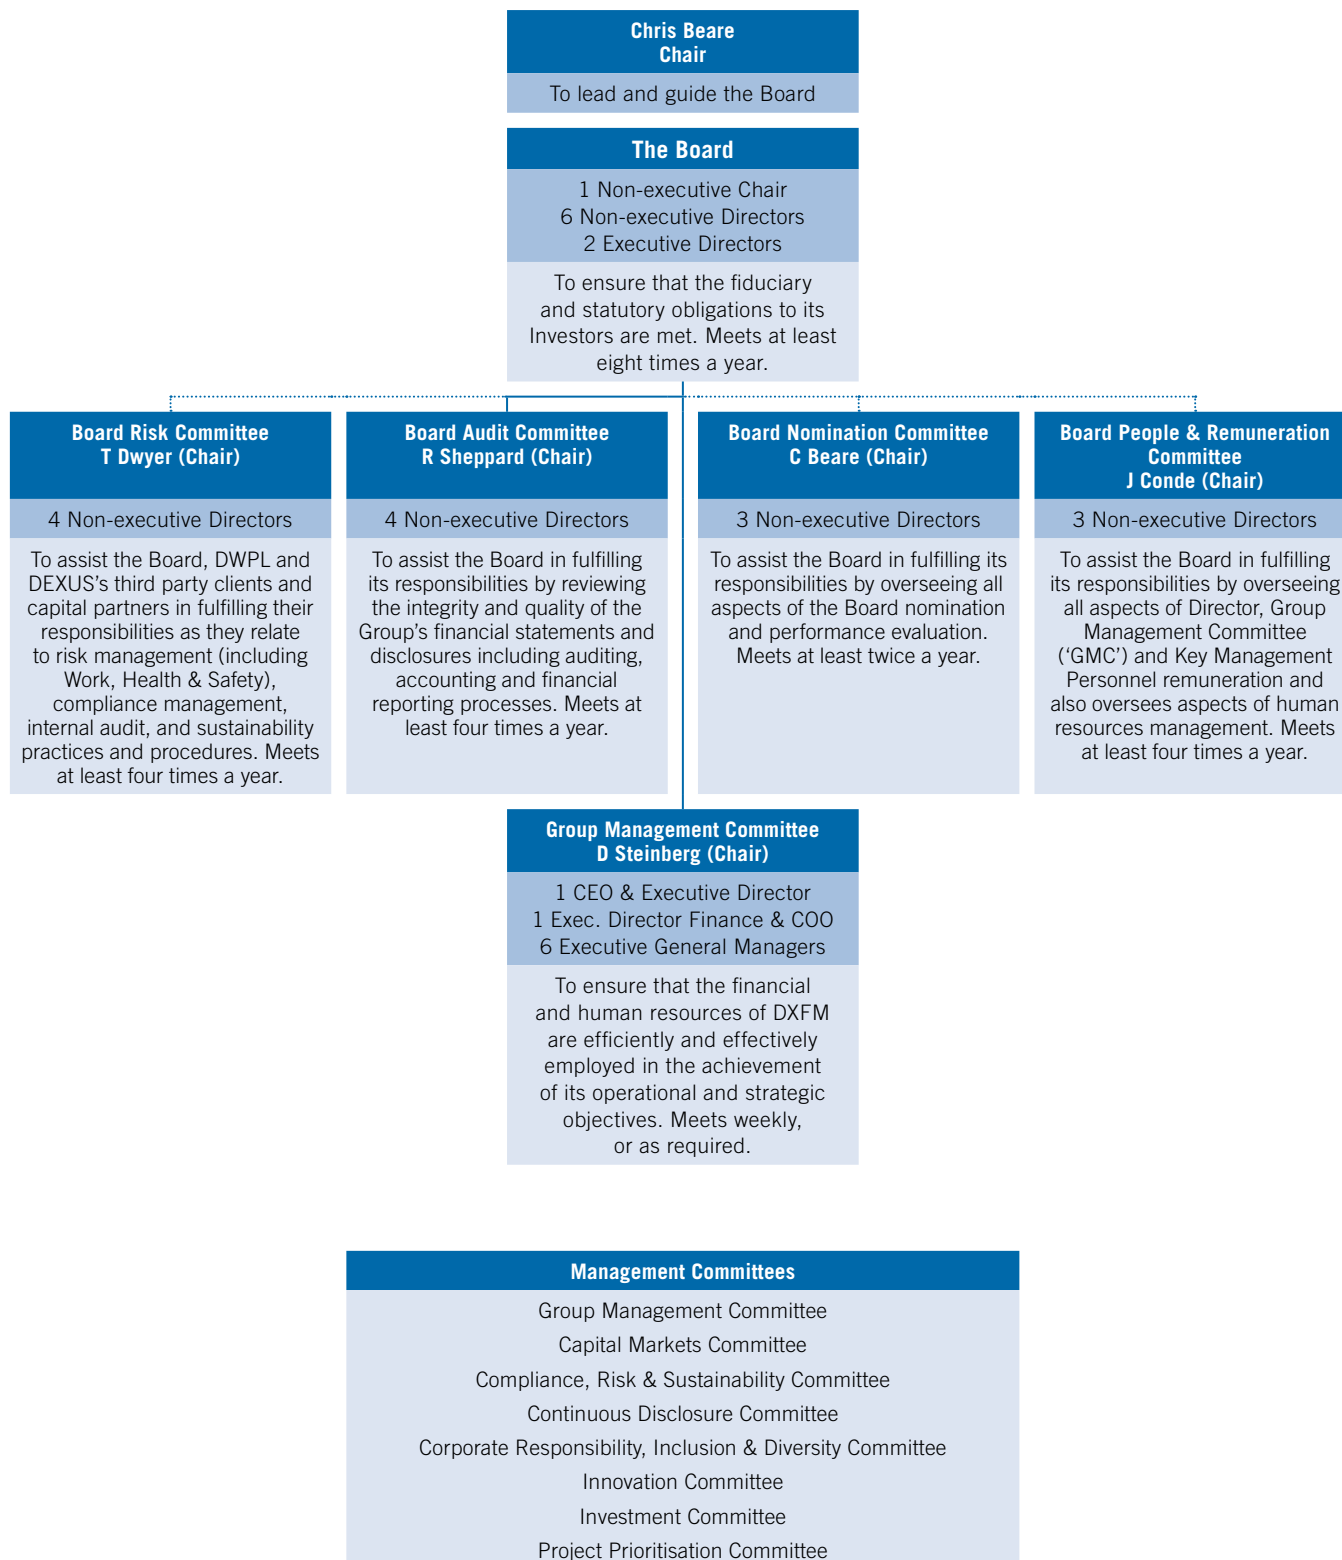 Chris Beare
Chair
To lead and guide the Board
The Board
1 Non-executive Chair
6 Non-executive Directors
2 Executive Directors
To ensure that the fiduciary
and statutory obligations to its
Investors are met. Meets at least
eight times a year.
Board Risk Committee
T Dwyer (Chair)
4 Non-executive Directors
To assist the Board, DWPL and
DEXUS's third party clients and
capital partners in fulfilling their
responsibilities as they relate
to risk management (including
Work, Health & Safety),
compliance management,
internal audit, and sustainability
practices and procedures. Meets
at least four times a year.
Board Audit Committee
R Sheppard (Chair)
4 Non-executive Directors
To assist the Board in fulfilling
its responsibilities by reviewing
the integrity and quality of the
Group's financial statements and
disclosures including auditing,
accounting and financial
reporting processes. Meets at
least four times a year.
Board Nomination Committee
C Beare (Chair)
3 Non-executive Directors
To assist the Board in fulfilling its
responsibilities by overseeing all
aspects of the Board nomination
and performance evaluation.
Meets at least twice a year.
Board People & Remuneration
Committee
J Conde (Chair)
3 Non-executive Directors
To assist the Board in fulfilling
its responsibilities by overseeing
all aspects of Director, Group
Management Committee
('GMC') and Key Management
Personnel remuneration and
also oversees aspects of human
resources management. Meets
at least four times a year.
Group Management Committee
D Steinberg (Chair)
1 CEO & Executive Director
1 Exec. Director Finance & COO
6 Executive General Managers
To ensure that the financial
and human resources of DXFM
are efficiently and effectively
employed in the achievement
of its operational and strategic
objectives. Meets weekly,
or as required.
Management Committees
Group Management Committee
Capital Markets Committee
Compliance, Risk & Sustainability Committee
Continuous Disclosure Committee
Corporate Responsibility, Inclusion & Diversity Committee
Innovation Committee
Investment Committee
Project Prioritisation Committee